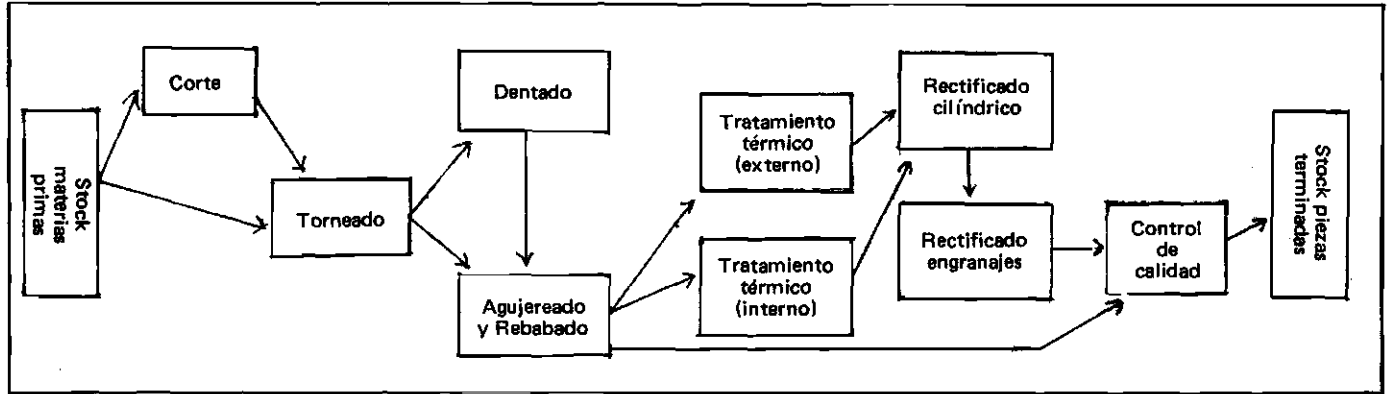 Stock
materias
primas
Corte
Torneado
Dentado
Agujereado
y Rebabado
Tratamiento
térmico
(externo)
Tratamiento
térmico
(interno)
Rectificado
cilíndrico
Rectificado
engranajes
Control
de
calidad
Stock piezas
terminadas